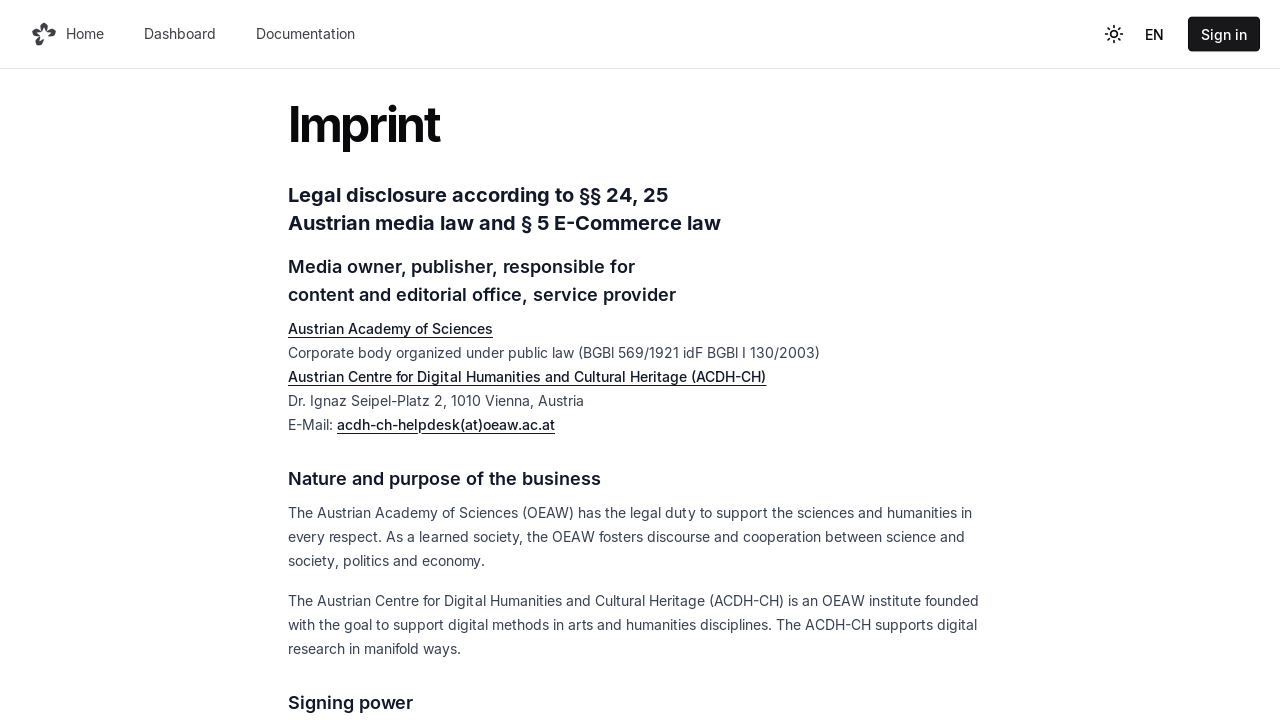 Home
Dashboard
Documentation
EN
Sign in
Imprint
Legal disclosure according to §§ 24, 25
Austrian media law and § 5 E-Commerce law
Media owner, publisher, responsible for
content and editorial office, service provider
Austrian Academy of Sciences
Corporate body organized under public law (BGBl 569/1921 idF BGBl I 130/2003)
Austrian Centre for Digital Humanities and Cultural Heritage (ACDH-CH)
Dr. Ignaz Seipel-Platz 2, 1010 Vienna, Austria
E-Mail: acdh-ch-helpdesk(at)oeaw.ac.at
Nature and purpose of the business
The Austrian Academy of Sciences (OEAW) has the legal duty to support the sciences and humanities in
every respect. As a learned society, the OEAW fosters discourse and cooperation between science and
society, politics and economy.
The Austrian Centre for Digital Humanities and Cultural Heritage (ACDH-CH) is an OEAW institute founded
with the goal to support digital methods in arts and humanities disciplines. The ACDH-CH supports digital
research in manifold ways.
Signing power